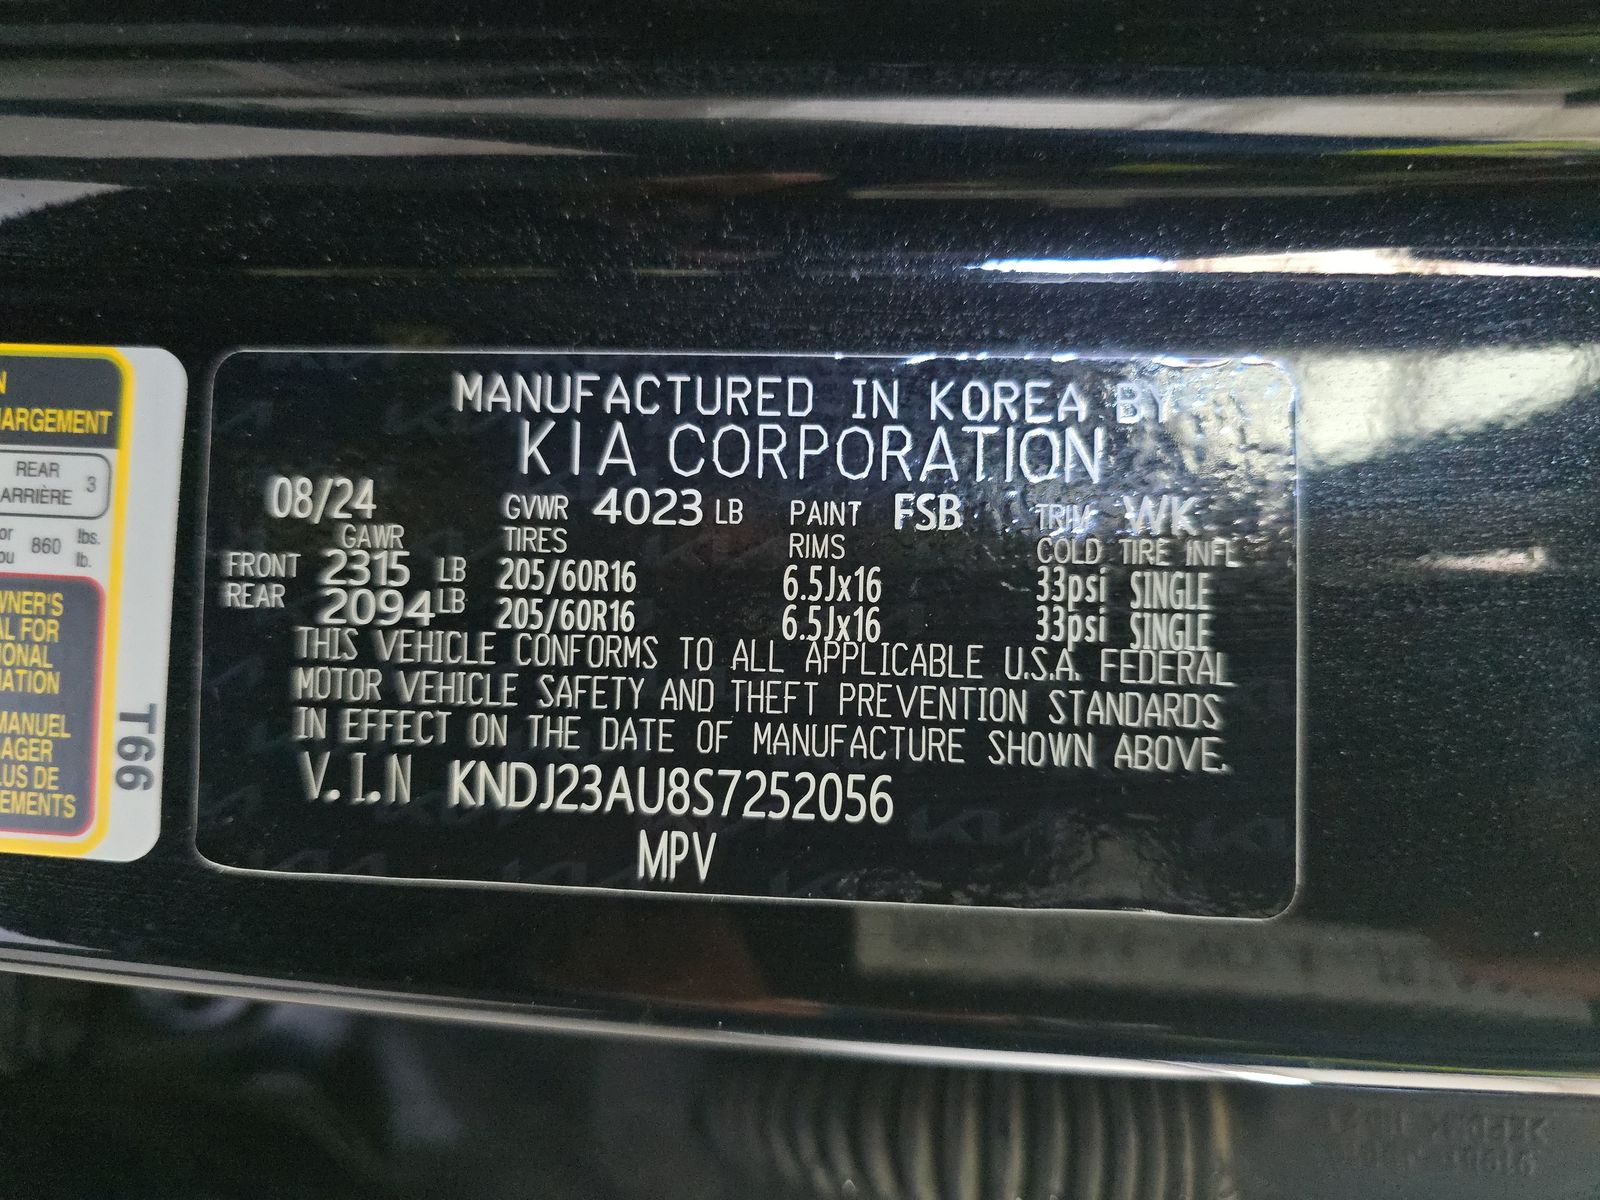 MANUFACTURED IN KOREA BY
KIA CORPORATION
08/24 GVWR 4023 LB PAINT FSB TRIM WK
GAWR TIRES RIMS COLD TIRE INFL
FRONT 2315 LB 205/60R16 6.5Jx16 33psi SINGLE
REAR 2094 LB 205/60R16 6.5Jx16 33psi SINGLE
THIS VEHICLE CONFORMS TO ALL APPLICABLE U.S.A. FEDERAL
MOTOR VEHICLE SAFETY AND THEFT PREVENTION STANDARDS
IN EFFECT ON THE DATE OF MANUFACTURE SHOWN ABOVE.
V.I.N KNDJ23AU8S7252056
MPV
N
HARGEMENT
REAR 3
ARRIÈRE
or 860 lbs.
ou lb.
WNER'S
AL FOR
IONAL
MATION
MANUEL
AGER
LUS DE
EMENTS
T66